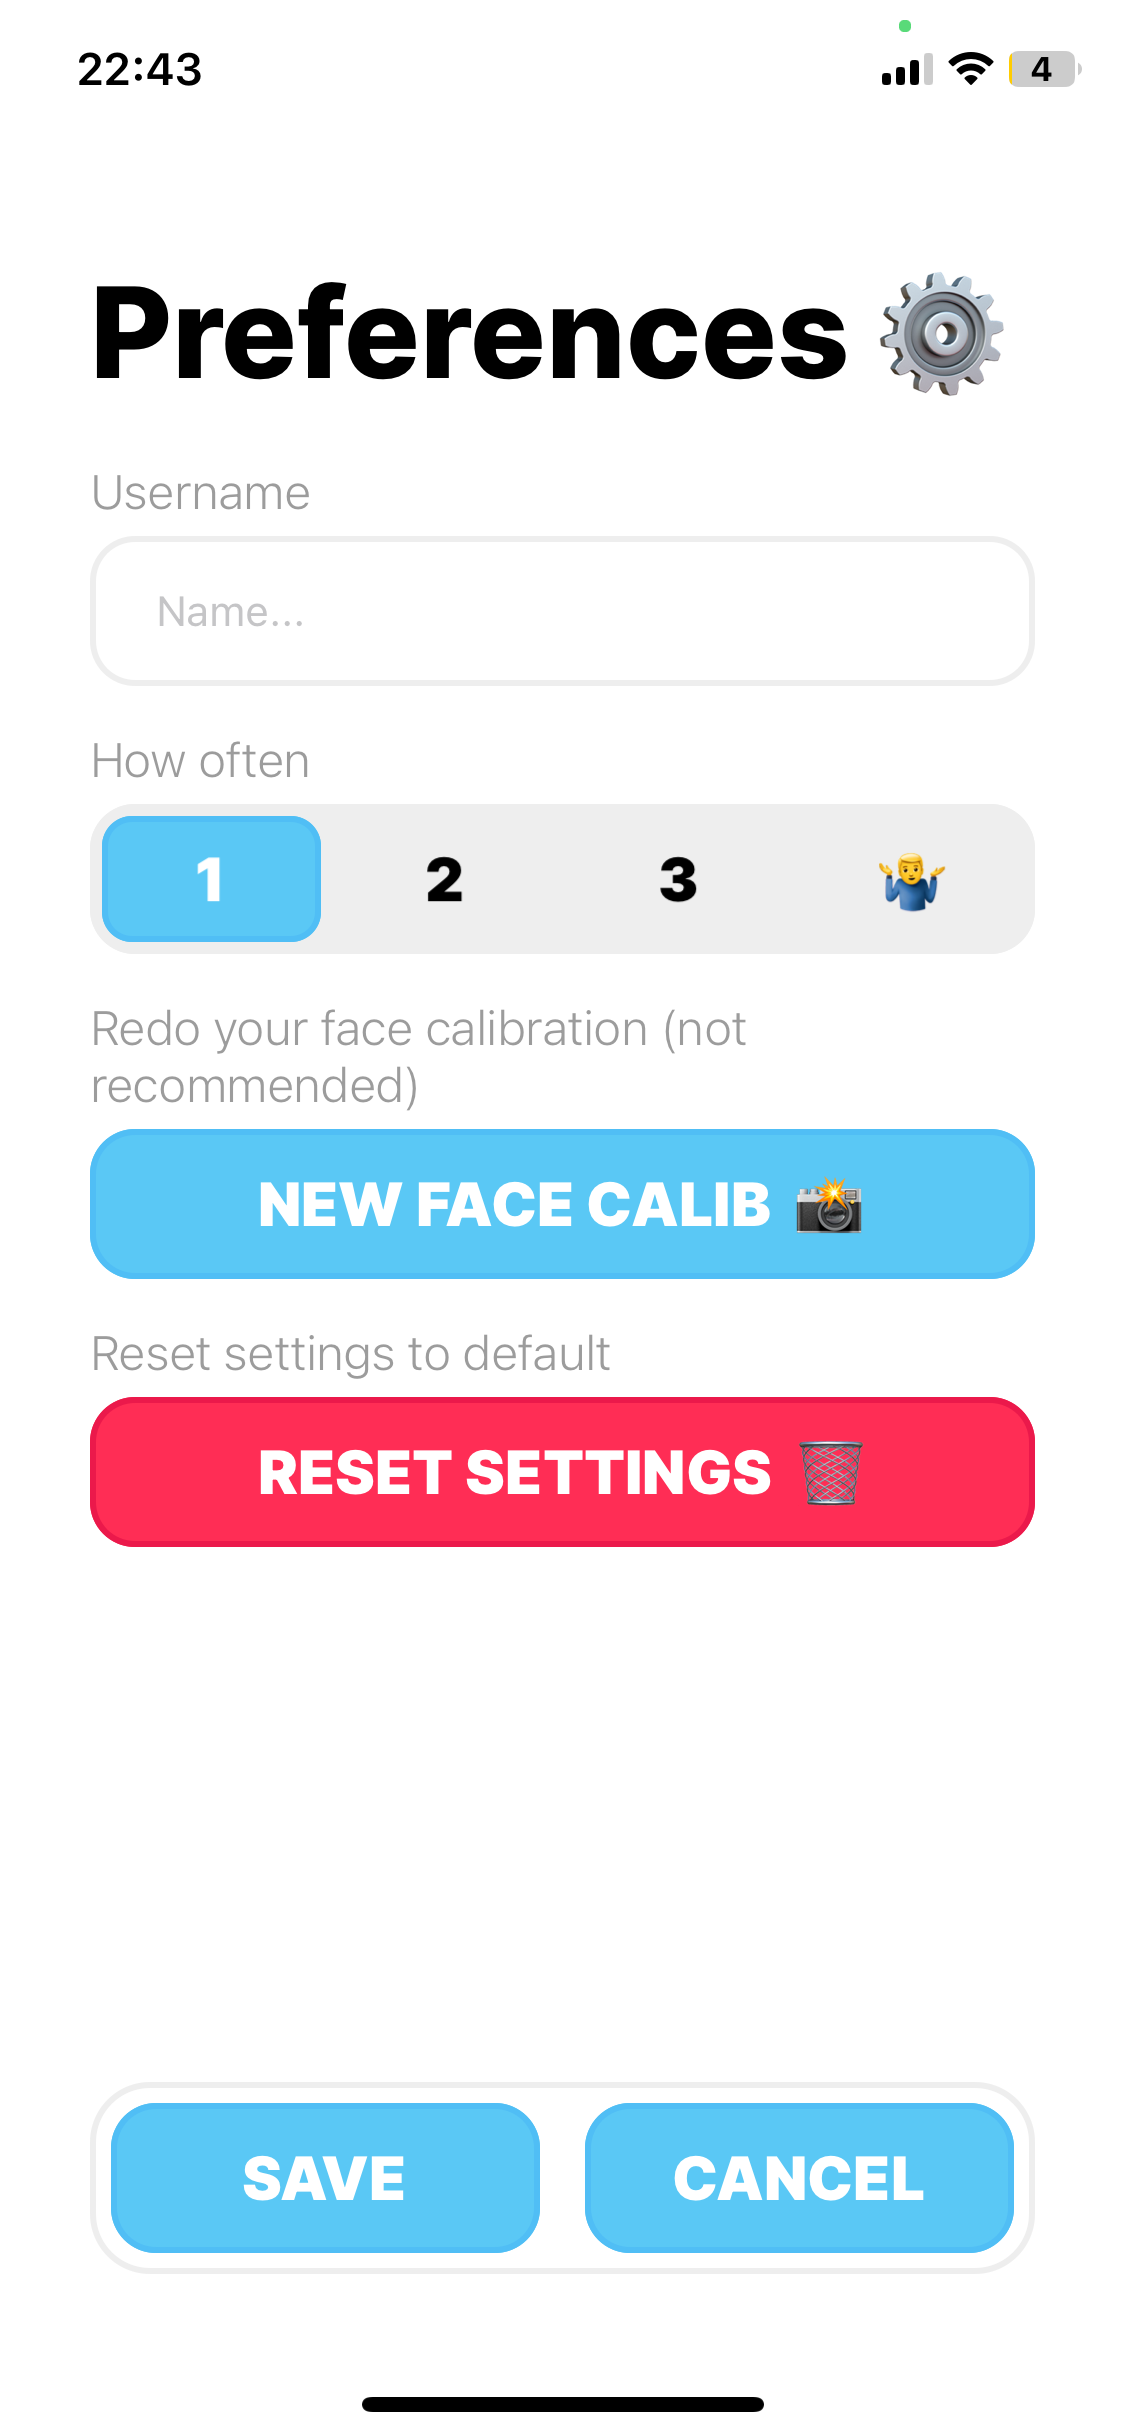 22:43
4
Preferences ⚙️
Username
Name...
How often
1 2 3 🤷‍♂️
Redo your face calibration (not
recommended)
NEW FACE CALIB 📸
Reset settings to default
RESET SETTINGS 🗑️
SAVE CANCEL